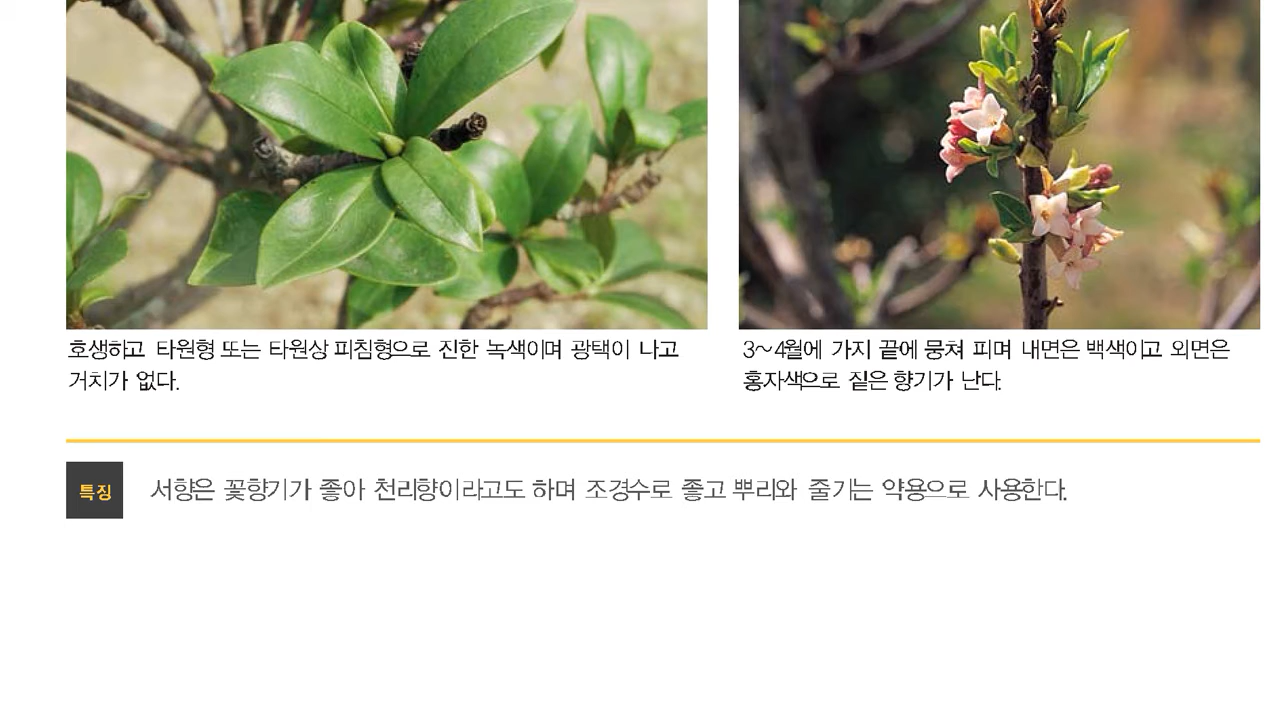 호생하고 타원형 또는 타원상 피침형으로 진한 녹색이며 광택이 나고
거치가 없다.
3~4월에 가지 끝에 뭉쳐 피며 내면은 백색이고 외면은
홍자색으로 짙은 향기가 난다.
특징
서향은 꽃향기가 좋아 천리향이라고도 하며 조경수로 좋고 뿌리와 줄기는 약용으로 사용한다.